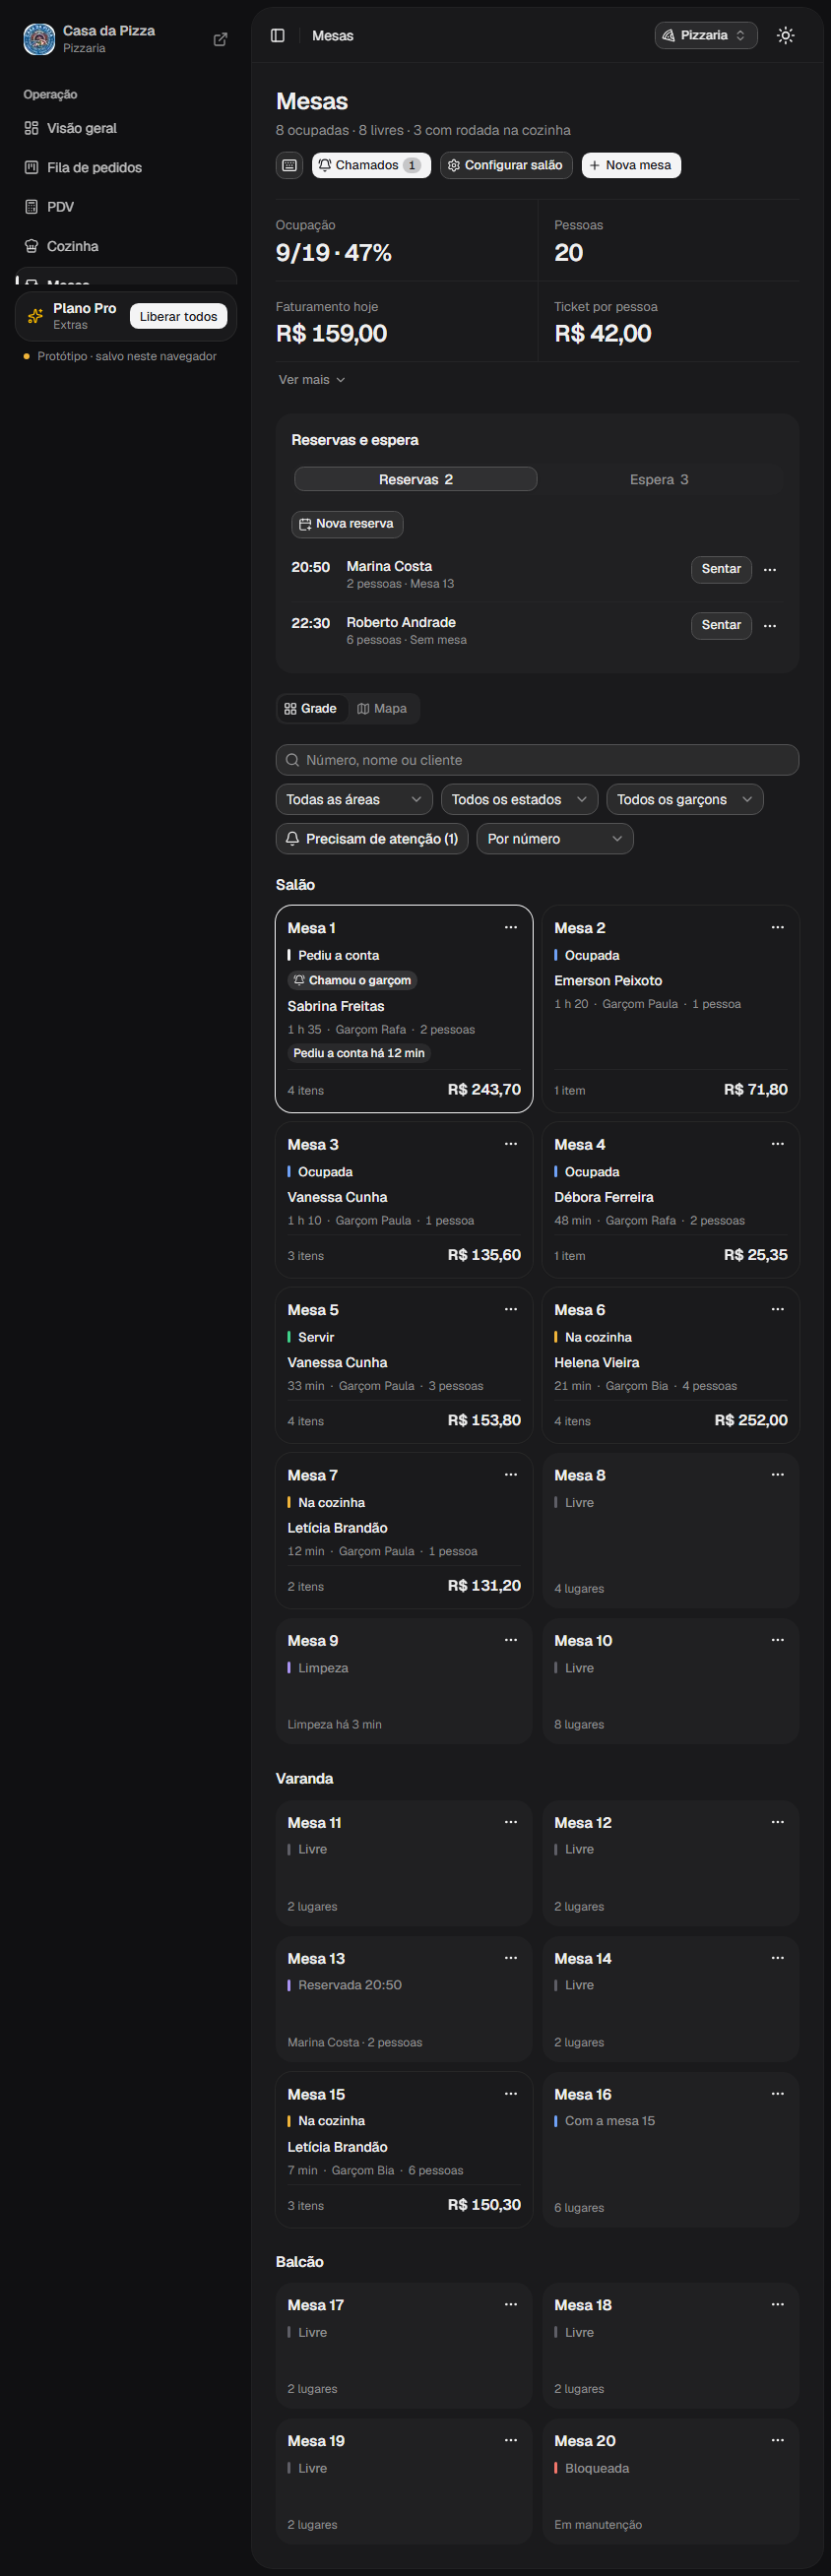 Casa da Pizza
Pizzaria
Operação
Visão geral
Fila de pedidos
PDV
Cozinha
Mesas
Plano Pro
Extras
Liberar todos
Protótipo · salvo neste navegador
Mesas
Pizzaria
Mesas
8 ocupadas · 8 livres · 3 com rodada na cozinha
Chamados 1
Configurar salão
Nova mesa
Ocupação
9/19 · 47%
Pessoas
20
Faturamento hoje
R$ 159,00
Ticket por pessoa
R$ 42,00
Ver mais
Reservas e espera
Reservas 2
Espera 3
Nova reserva
20:50 Marina Costa
2 pessoas · Mesa 13
Sentar
22:30 Roberto Andrade
6 pessoas · Sem mesa
Sentar
Grade
Mapa
Número, nome ou cliente
Todas as áreas
Todos os estados
Todos os garçons
Precisam de atenção (1)
Por número
Salão
Mesa 1
Pediu a conta
Chamou o garçom
Sabrina Freitas
1 h 35 · Garçom Rafa · 2 pessoas
Pediu a conta há 12 min
4 itens R$ 243,70
Mesa 2
Ocupada
Emerson Peixoto
1 h 20 · Garçom Paula · 1 pessoa
1 item R$ 71,80
Mesa 3
Ocupada
Vanessa Cunha
1 h 10 · Garçom Paula · 1 pessoa
3 itens R$ 135,60
Mesa 4
Ocupada
Débora Ferreira
48 min · Garçom Rafa · 2 pessoas
1 item R$ 25,35
Mesa 5
Servir
Vanessa Cunha
33 min · Garçom Paula · 3 pessoas
4 itens R$ 153,80
Mesa 6
Na cozinha
Helena Vieira
21 min · Garçom Bia · 4 pessoas
4 itens R$ 252,00
Mesa 7
Na cozinha
Letícia Brandão
12 min · Garçom Paula · 1 pessoa
2 itens R$ 131,20
Mesa 8
Livre
4 lugares
Mesa 9
Limpeza
Limpeza há 3 min
Mesa 10
Livre
8 lugares
Varanda
Mesa 11
Livre
2 lugares
Mesa 12
Livre
2 lugares
Mesa 13
Reservada 20:50
Marina Costa · 2 pessoas
Mesa 14
Livre
2 lugares
Mesa 15
Na cozinha
Letícia Brandão
7 min · Garçom Bia · 6 pessoas
3 itens R$ 150,30
Mesa 16
Com a mesa 15
6 lugares
Balcão
Mesa 17
Livre
2 lugares
Mesa 18
Livre
2 lugares
Mesa 19
Livre
2 lugares
Mesa 20
Bloqueada
Em manutenção